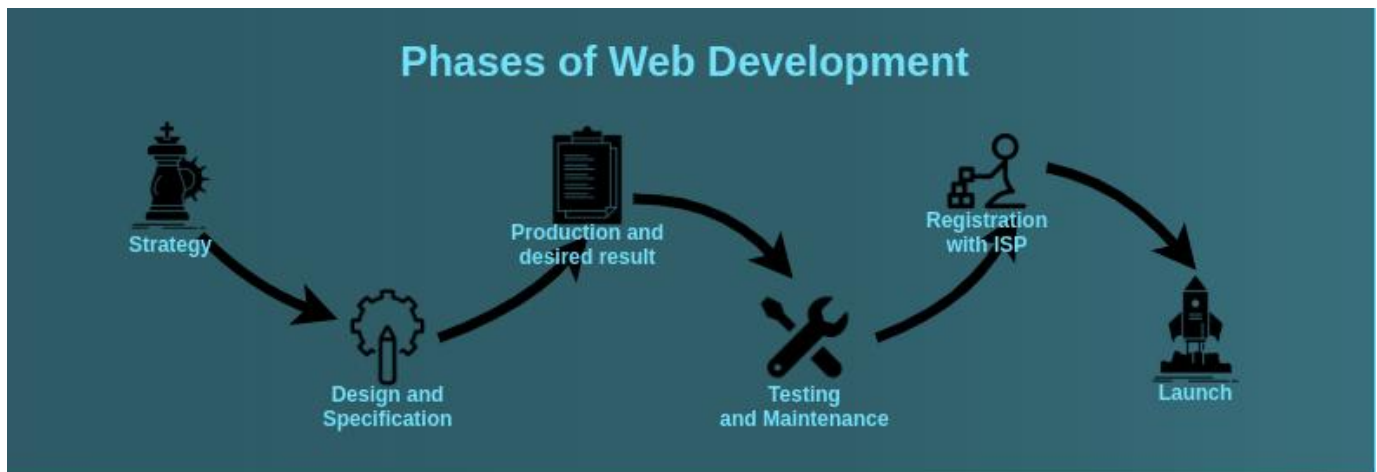 Phases of Web Development
Strategy
Design and
Specification
Production and
desired result
Testing
and Maintenance
Registration
with ISP
Launch